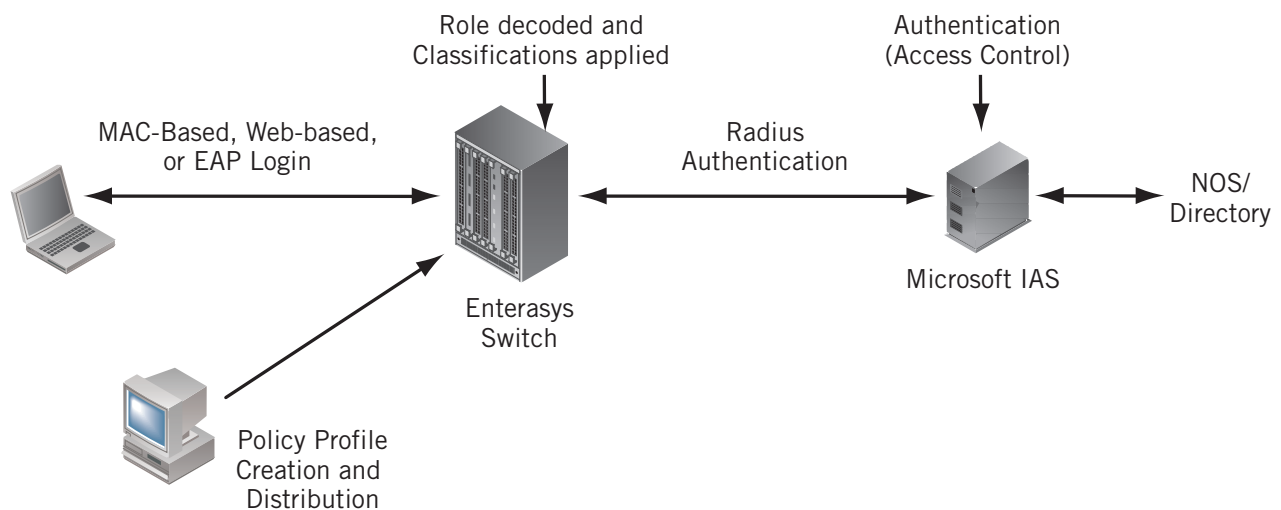 Role decoded and
Classifications applied
Authentication
(Access Control)
MAC-Based, Web-based,
or EAP Login
Radius
Authentication
NOS/
Directory
Microsoft IAS
Enterasys
Switch
Policy Profile
Creation and
Distribution